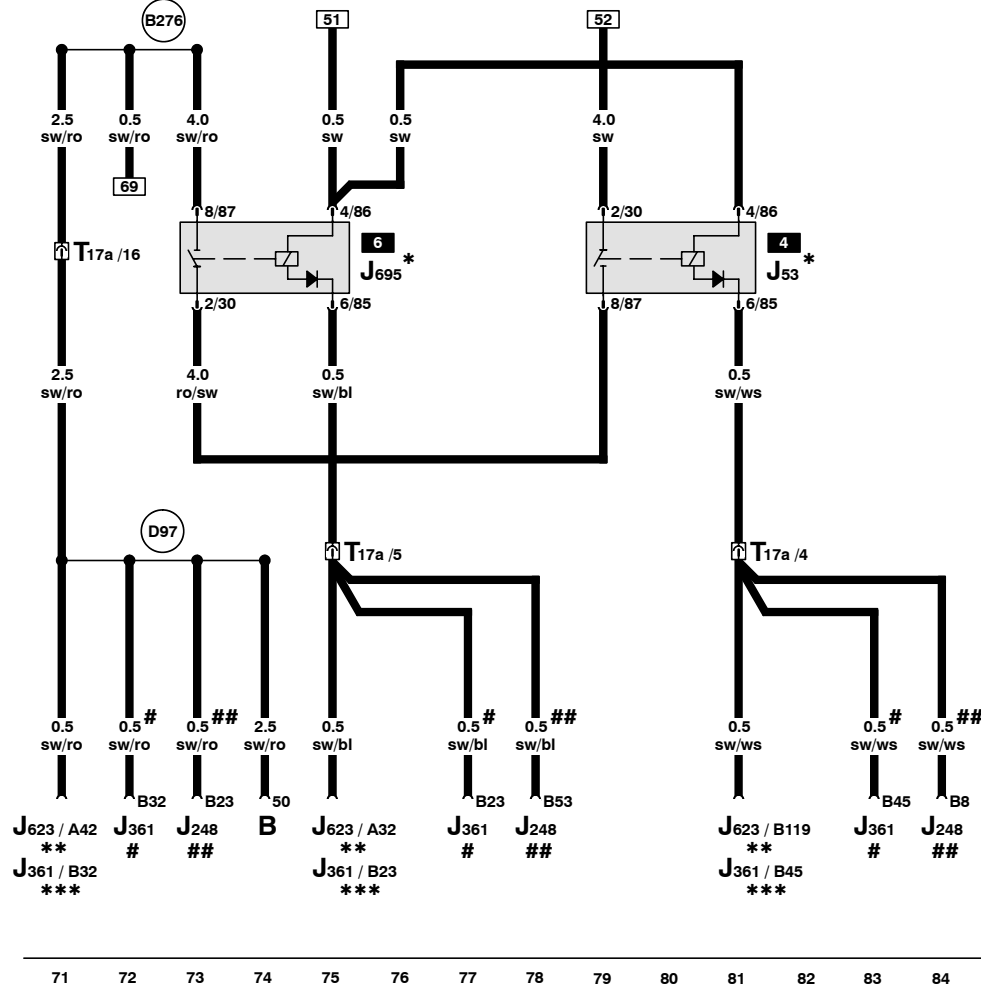 B276
51
52
2.5 0.5 4.0 0.5 0.5 4.0
sw/ro sw/ro sw/ro sw sw sw
69
8/87 4/86 2/30 4/86
T17a /16
6
J695 *
4
J53 *
2/30 6/85 8/87 6/85
2.5 4.0 0.5 0.5
sw/ro ro/sw sw/bl sw/ws
D97
T17a /5
T17a /4
# ## # ## # ##
0.5 0.5 0.5 2.5 0.5 0.5 0.5 0.5 0.5 0.5
sw/ro sw/ro sw/ro sw/ro sw/bl sw/bl sw/bl sw/ws sw/ws sw/ws
B32 B23 50 B23 B53 B45 B8
J623 / A42 J361 J248 B J623 / A32 J361 J248 J623 / B119 J361 J248
** # ## ** # ## ** # ##
J361 / B32 J361 / B23 J361 / B45
*** *** ***
71 72 73 74 75 76 77 78 79 80 81 82 83 84